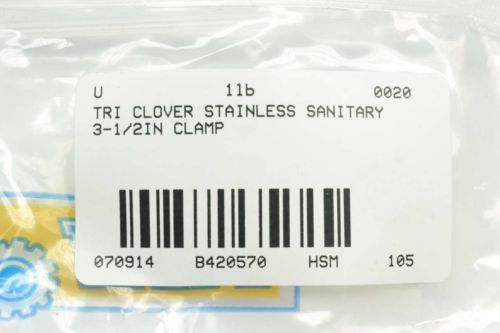 U 1lb 0020
TRI CLOVER STAINLESS SANITARY
3-1/2IN CLAMP
070914 B420570 HSM 105